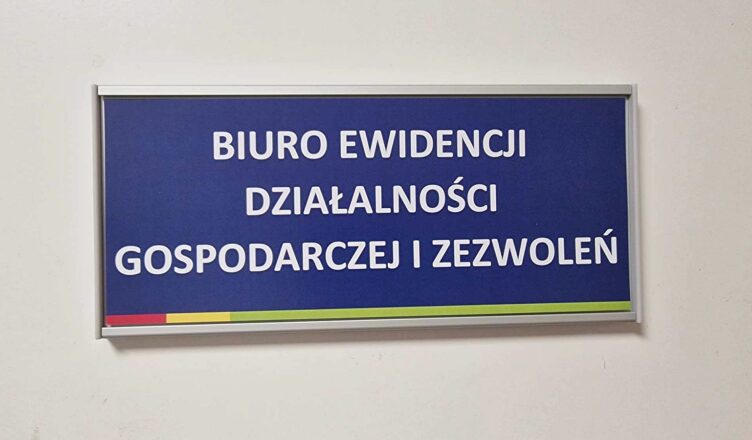 BIURO EWIDENCJI
DZIAŁALNOŚCI
GOSPODARCZEJ I ZEZWOLEŃ